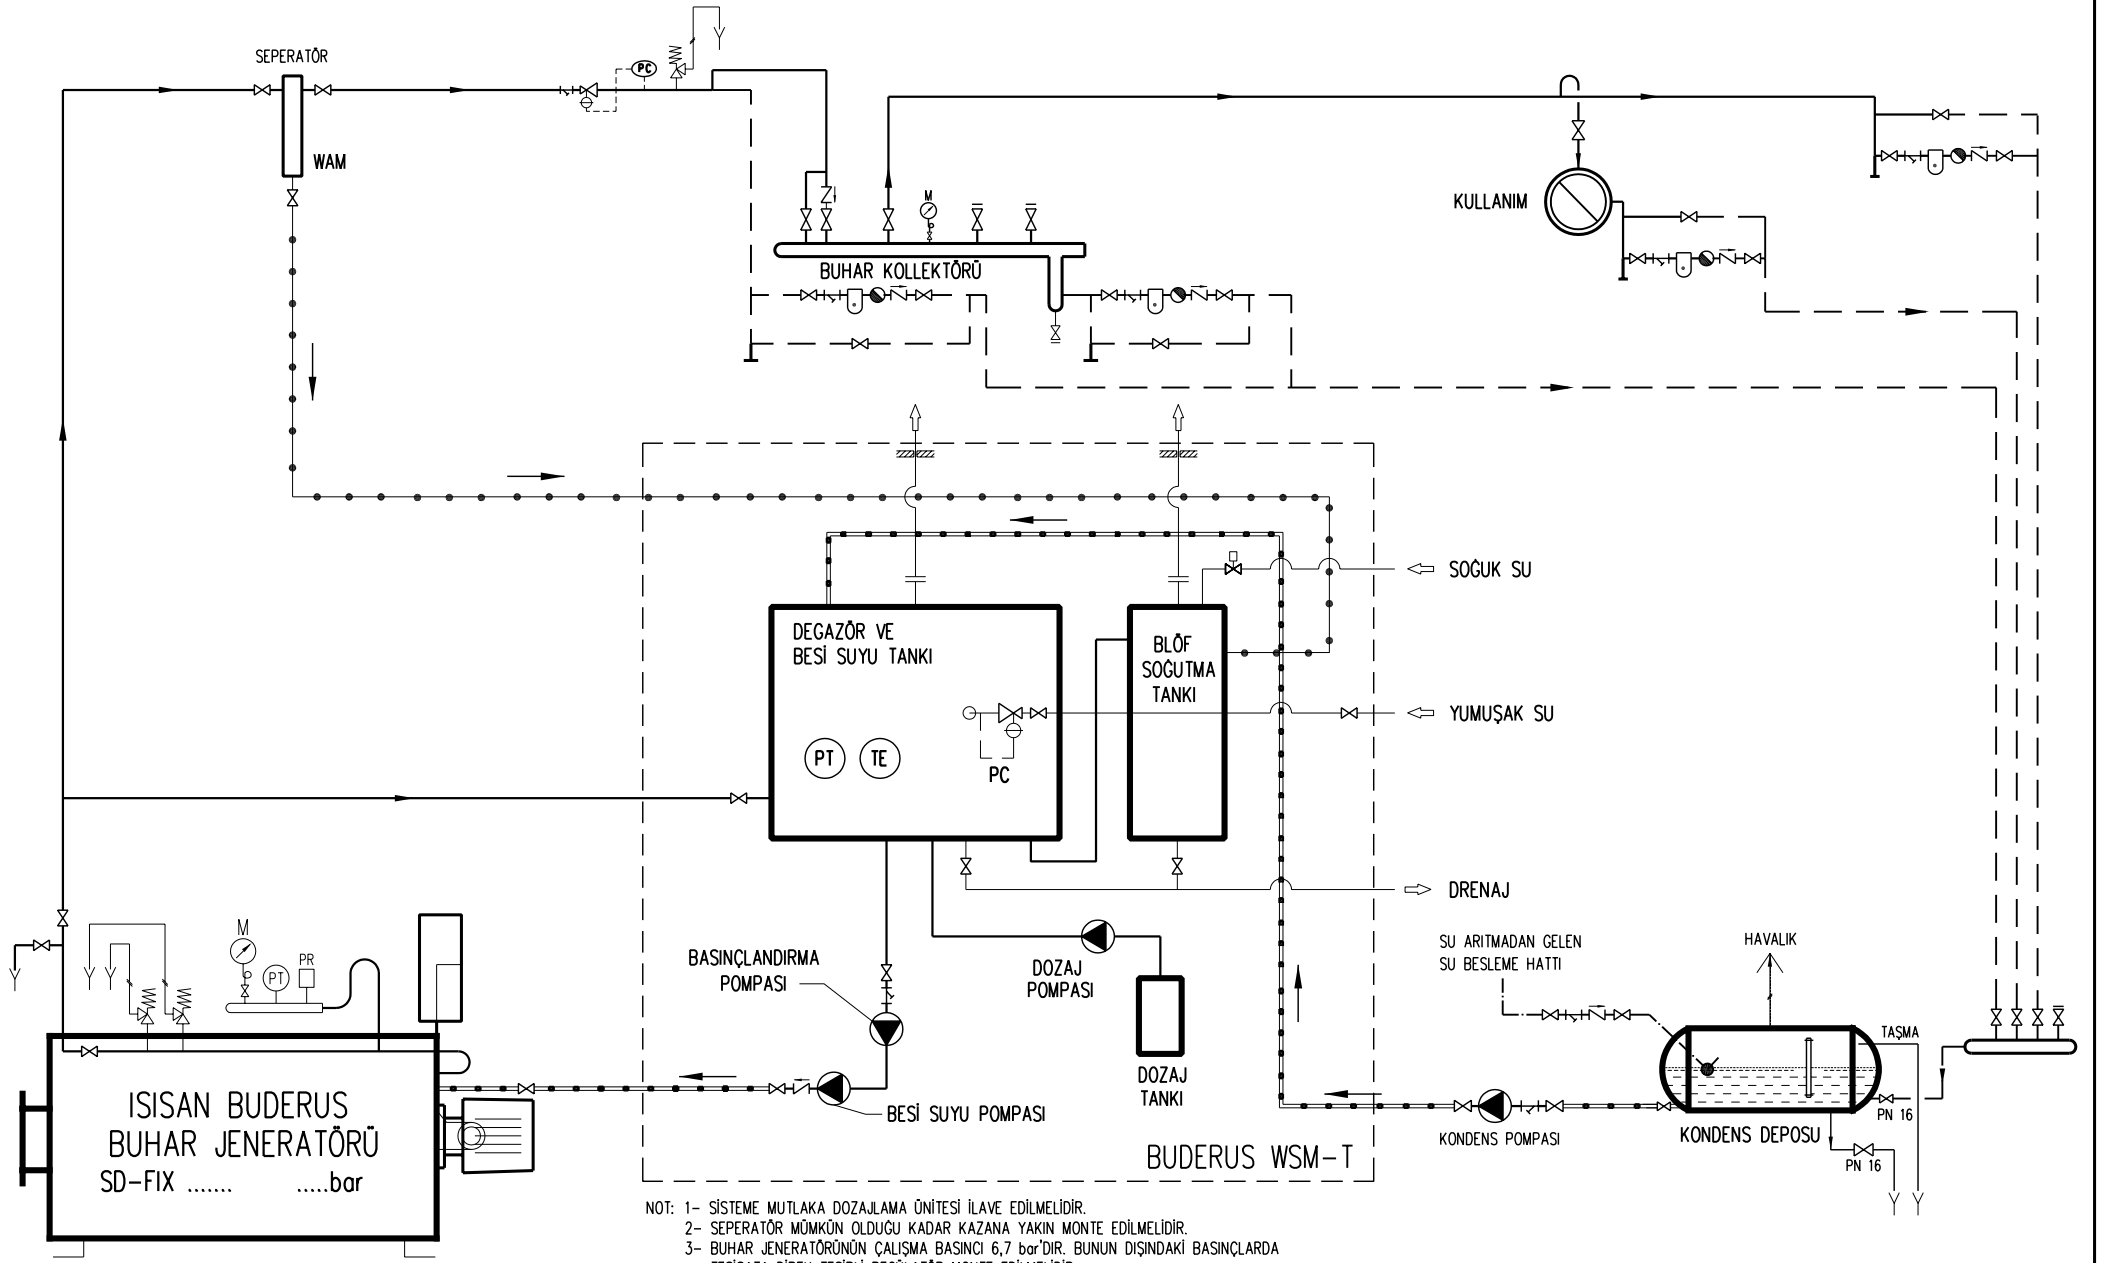 SEPERATÖR
PC
WAM
M
KULLANIM
BUHAR KOLLEKTÖRÜ
SOĞUK SU
DEGAZÖR VE
BESİ SUYU TANKI
BLÖF
SOĞUTMA
TANKI
YUMUŞAK SU
PT
TE
PC
DRENAJ
M
PT
PR
BASINÇLANDIRMA
POMPASI
DOZAJ
POMPASI
SU ARITMADAN GELEN
SU BESLEME HATTI
HAVALIK
TAŞMA
DOZAJ
TANKI
ISISAN BUDERUS
BUHAR JENERATÖRÜ
SD-FIX ....... .....bar
BESİ SUYU POMPASI
KONDENS POMPASI
PN 16
KONDENS DEPOSU
PN 16
BUDERUS WSM-T
NOT: 1- SİSTEME MUTLAKA DOZAJLAMA ÜNİTESİ İLAVE EDİLMELİDİR.
2- SEPERATÖR MÜMKÜN OLDUĞU KADAR KAZANA YAKIN MONTE EDİLMELİDİR.
3- BUHAR JENERATÖRÜNÜN ÇALIŞMA BASINCI 6,7 bar'DIR. BUNUN DIŞINDAKİ BASINÇLARDA